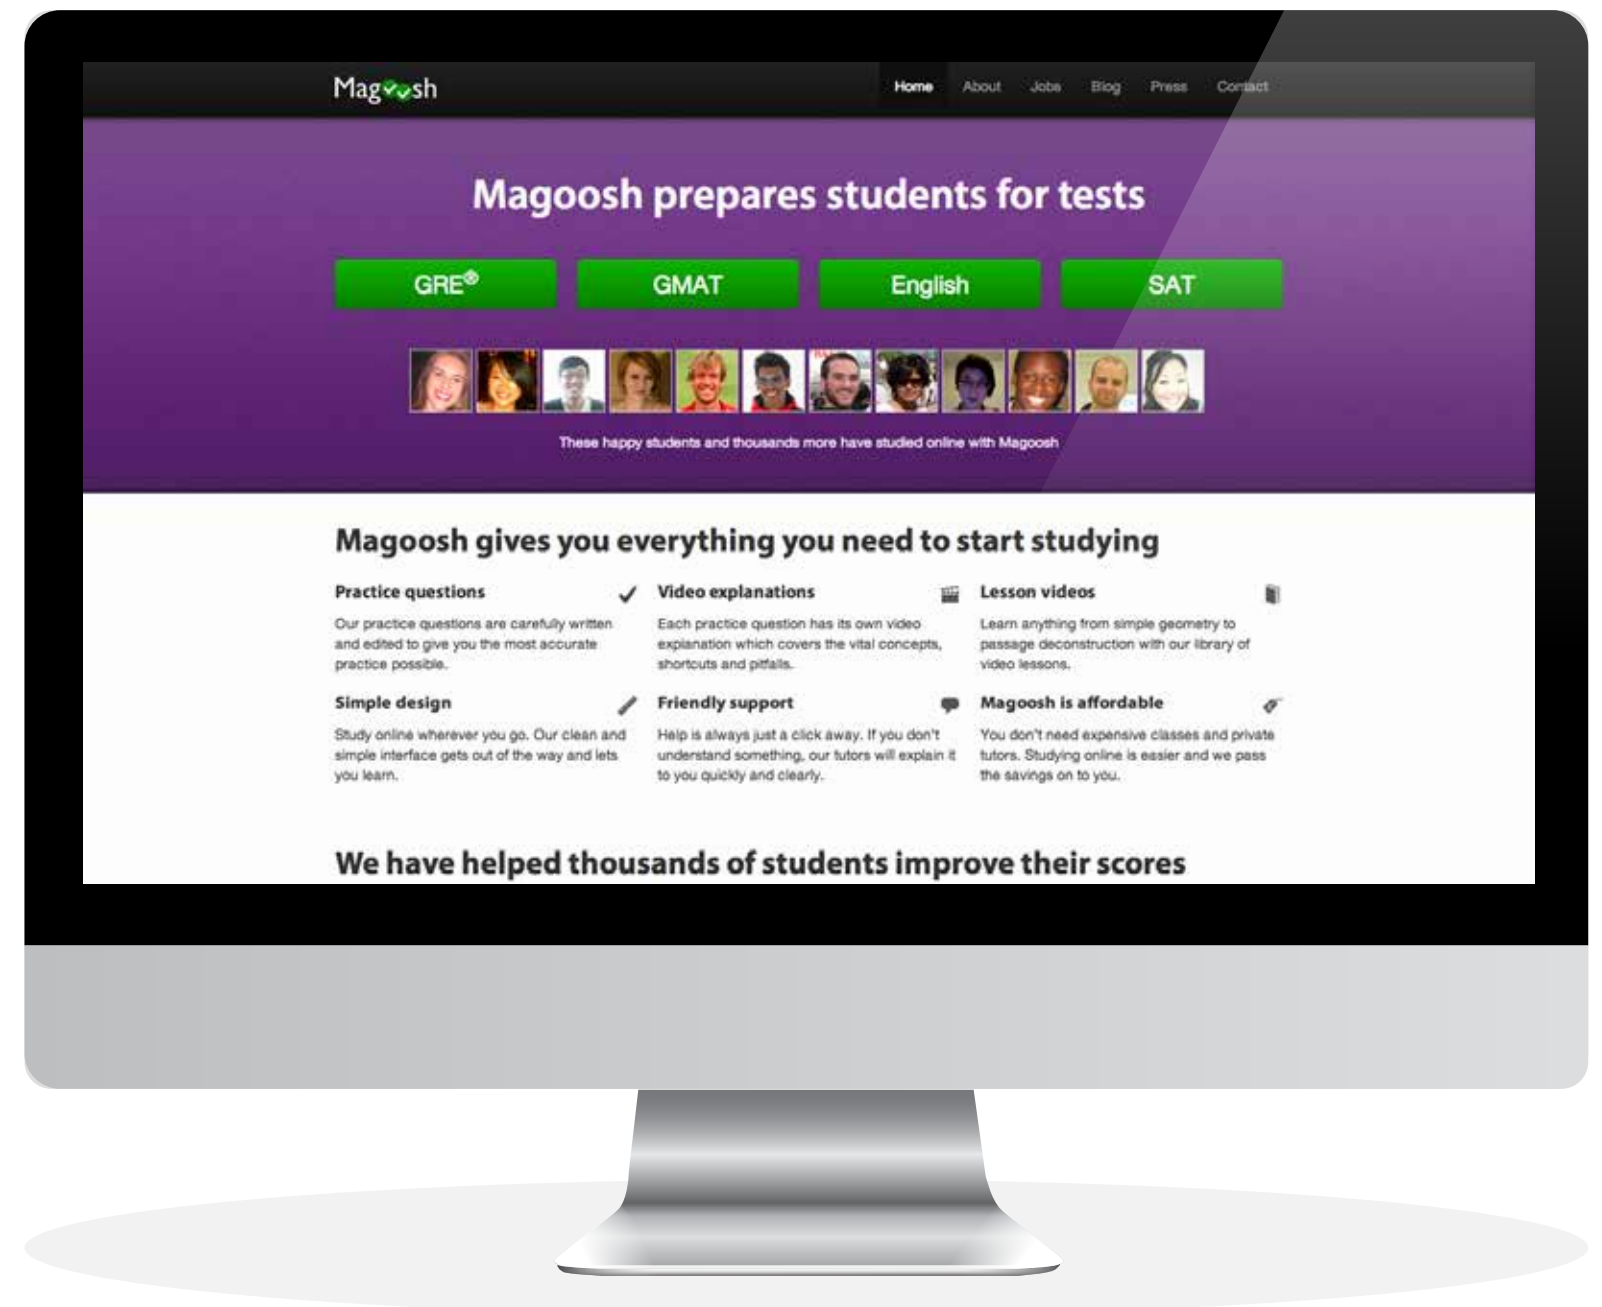 Magoosh
Home About Jobs Blog Press Contact
Magoosh prepares students for tests
GRE® GMAT English SAT
These happy students and thousands more have studied online with Magoosh
Magoosh gives you everything you need to start studying
Practice questions
Our practice questions are carefully written
and edited to give you the most accurate
practice possible.
Video explanations
Each practice question has its own video
explanation which covers the vital concepts,
shortcuts and pitfalls.
Lesson videos
Learn anything from simple geometry to
passage deconstruction with our library of
video lessons.
Simple design
Study online wherever you go. Our clean and
simple interface gets out of the way and lets
you learn.
Friendly support
Help is always just a click away. If you don't
understand something, our tutors will explain it
to you quickly and clearly.
Magoosh is affordable
You don't need expensive classes and private
tutors. Studying online is easier and we pass
the savings on to you.
We have helped thousands of students improve their scores